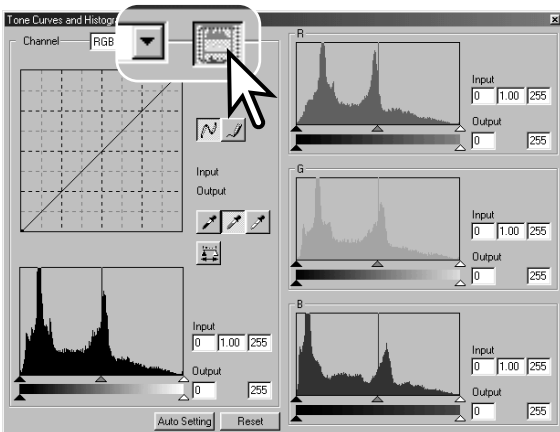 Tone Curves and Histogr
Channel
RGB
Input
Output
Input
0 1.00 255
Output
0 255
Auto Setting Reset
R
Input
0 1.00 255
Output
0 255
G
Input
0 1.00 255
Output
0 255
B
Input
0 1.00 255
Output
0 255